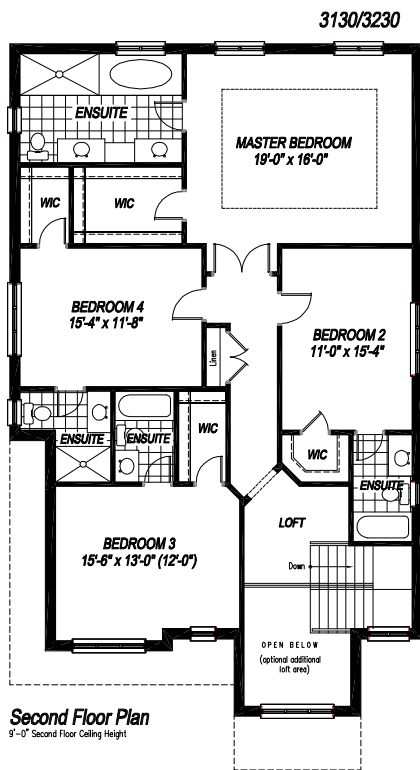 3130/3230
ENSUITE
MASTER BEDROOM
19'-0" x 16'-0"
WIC
WIC
BEDROOM 4
15'-4" x 11'-8"
BEDROOM 2
11'-0" x 15'-4"
Linen
ENSUITE
ENSUITE
WIC
WIC
ENSUITE
LOFT
BEDROOM 3
15'-6" x 13'-0" (12'-0")
Down
OPEN BELOW
(optional additional
loft area)
Second Floor Plan
9'-0" Second Floor Ceiling Height